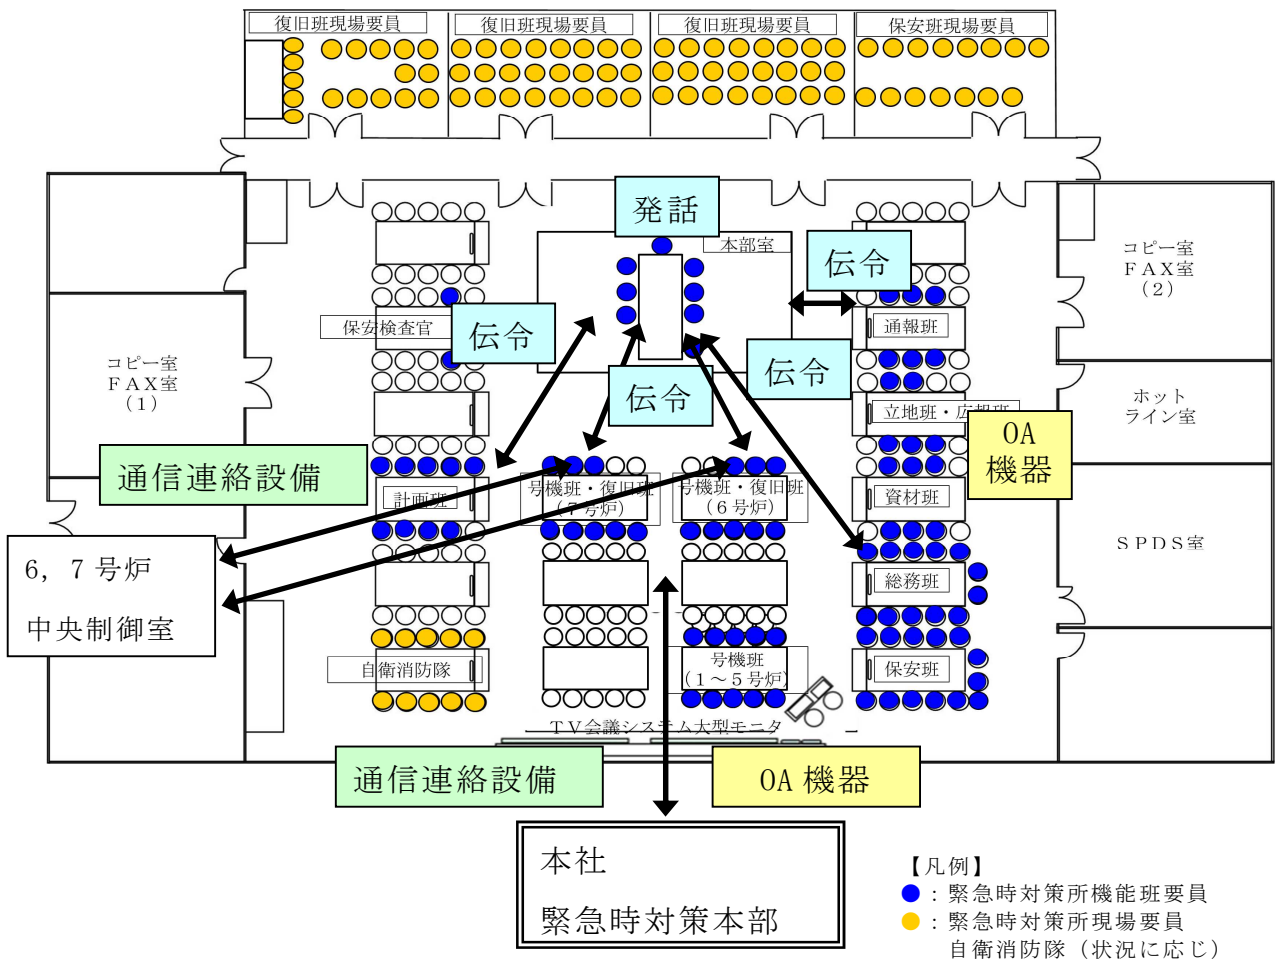 復旧班現場要員
復旧班現場要員
復旧班現場要員
保安班現場要員
発話
本部室
伝令
コピー室
ＦＡＸ室
（２）
保安検査官
伝令
通報班
コピー室
ＦＡＸ室
（１）
伝令
伝令
立地班・広報班
ホット
ライン室
OA
機器
通信連絡設備
計画班
号機班・復旧班
（７号炉）
号機班・復旧班
（６号炉）
資材班
ＳＰＤＳ室
6, 7号炉
中央制御室
総務班
自衛消防隊
号機班
（１～５号炉）
保安班
ＴＶ会議システム大型モニタ
通信連絡設備
OA 機器
本社
緊急時対策本部
【凡例】
：緊急時対策所機能班要員
：緊急時対策所現場要員
自衛消防隊（状況に応じ）